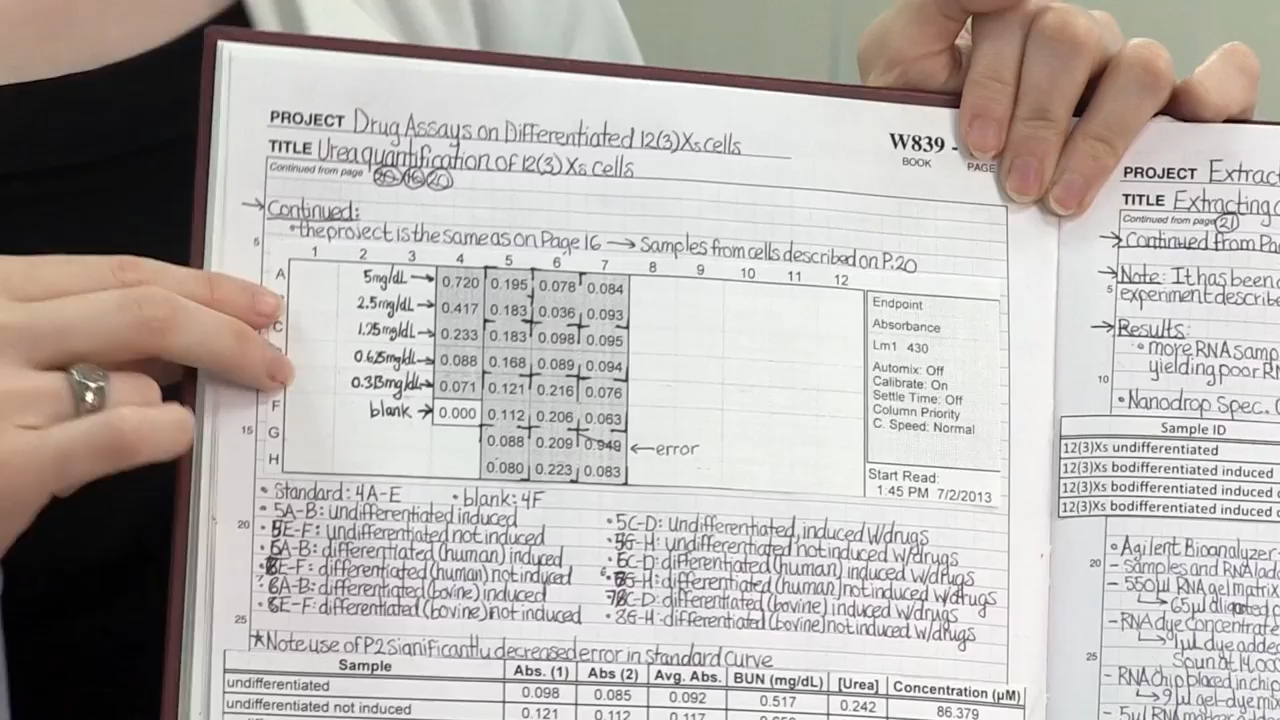 PROJECT Drug Assays on Differentiated 12(3)Xs cells
W839 -
BOOK PAGE
TITLE Urea quantification of 12(3)Xs Cells
Continued from page
Continued:
• the project is the same as on Page 16 → Samples from cells described on P.20
5
1 2 3 4 5 6 7 8 9 10 11 12
A 5mg/dL → 0.720 0.195 0.078 0.084
2.5mg/dL → 0.417 0.183 0.036 0.093
C 1.25mg/dL → 0.233 0.183 0.098 0.095
0.625mg/dL → 0.088 0.168 0.089 0.094
0.313mg/dL → 0.071 0.121 0.216 0.076
F blank → 0.000 0.112 0.206 0.063
15
G 0.088 0.209 0.949 ← error
H 0.080 0.223 0.083
Endpoint
Absorbance
Lm1 430
Automix: Off
Calibrate: On
Settle Time: Off
Column Priority
C. Speed: Normal
Start Read:
1:45 PM 7/2/2013
• Standard: 4A-E • blank: 4F
• 5A-B: undifferentiated induced • 5C-D: Undifferentiated, induced w/drugs
20
• 5E-F: undifferentiated not induced • 5G-H: undifferentiated not induced w/drugs
• 6A-B: differentiated (human) induced • 6C-D: differentiated (human) induced w/drugs
E-F: differentiated (human) not induced G-H: differentiated (human) not induced w/drugs
A-B: differentiated (bovine) induced C-D: differentiated (bovine) induced w/drugs
• 8E-F: differentiated (bovine) not induced • 8G-H: differentiated (bovine) not induced w/drugs
25
*Note use of P2 Significantly decreased error in Standard Curve
Sample Abs. (1) Abs (2) Avg. Abs. BUN (mg/dL) [Urea] Concentration (µM)
undifferentiated 0.098 0.085 0.092 0.517 0.242 86.379
undifferentiated not induced 0.121 0.112 0.117
PROJECT Extract
TITLE Extracting
Continued from page 21
→ Continued from
→ Note: It has been
5
experiment describe
→ Results:
• more RNA samp
yielding poor RN
10
• Nanodrop Spec.
Sample ID
12(3)Xs undifferentiated
12(3)Xs bodifferentiated induced
12(3)Xs bodifferentiated induced
12(3)Xs bodifferentiated induced
• Agilent Bioanalyzer
20
- Samples and RNA lad
- 550µl RNA gel matrix
↳ 65µl aliquoted
- RNA dye concentrate
↳ 1µl dye added
Spun at 14,00
25
- RNA chip placed in chip
↳ 9µl gel-dye mi